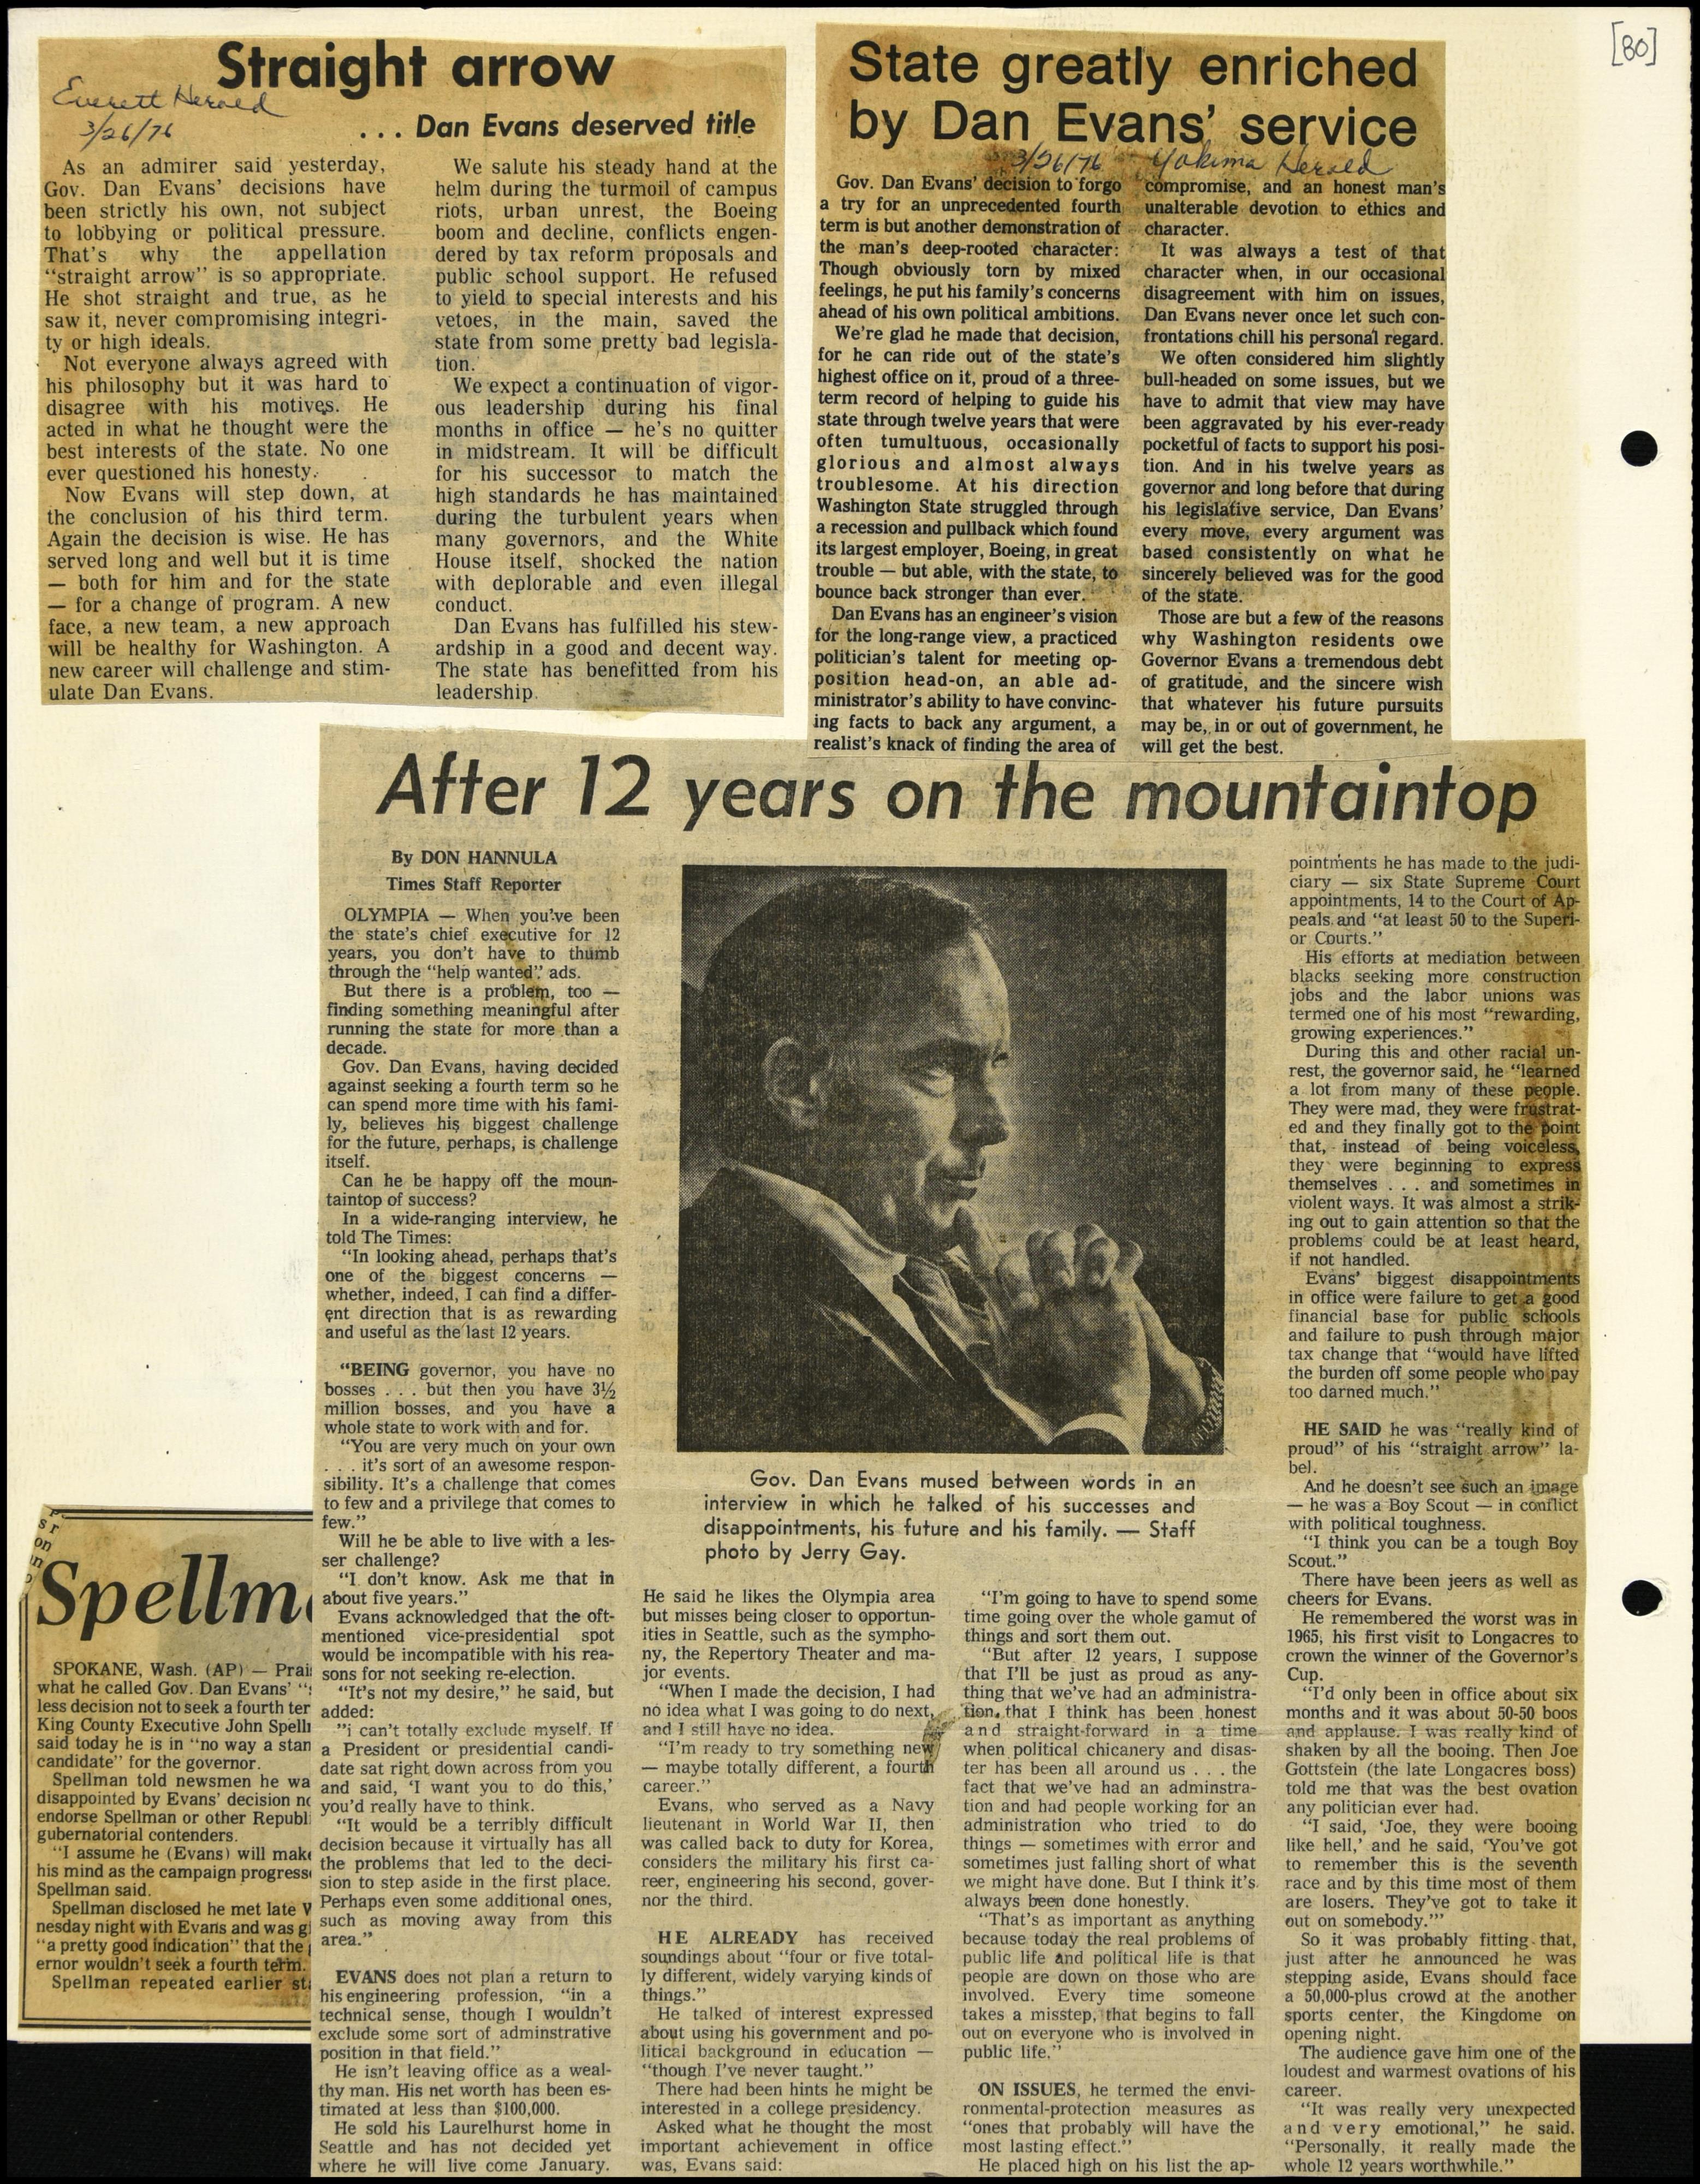 [80]
Straight arrow
Everett Herald
3/26/76
... Dan Evans deserved title
As an admirer said yesterday,
Gov. Dan Evans' decisions have
been strictly his own, not subject
to lobbying or political pressure.
That's why the appellation
"straight arrow" is so appropriate.
He shot straight and true, as he
saw it, never compromising integri-
ty or high ideals.
Not everyone always agreed with
his philosophy but it was hard to
disagree with his motives. He
acted in what he thought were the
best interests of the state. No one
ever questioned his honesty.
Now Evans will step down, at
the conclusion of his third term.
Again the decision is wise. He has
served long and well but it is time
— both for him and for the state
— for a change of program. A new
face, a new team, a new approach
will be healthy for Washington. A
new career will challenge and stim-
ulate Dan Evans.
We salute his steady hand at the
helm during the turmoil of campus
riots, urban unrest, the Boeing
boom and decline, conflicts engen-
dered by tax reform proposals and
public school support. He refused
to yield to special interests and his
vetoes, in the main, saved the
state from some pretty bad legisla-
tion.
We expect a continuation of vigor-
ous leadership during his final
months in office — he's no quitter
in midstream. It will be difficult
for his successor to match the
high standards he has maintained
during the turbulent years when
many governors, and the White
House itself, shocked the nation
with deplorable and even illegal
conduct.
Dan Evans has fulfilled his stew-
ardship in a good and decent way.
The state has benefitted from his
leadership.
State greatly enriched
by Dan Evans' service
3/26/76 Yakima Herald
Gov. Dan Evans' decision to forgo
a try for an unprecedented fourth
term is but another demonstration of
the man's deep-rooted character:
Though obviously torn by mixed
feelings, he put his family's concerns
ahead of his own political ambitions.
We're glad he made that decision,
for he can ride out of the state's
highest office on it, proud of a three-
term record of helping to guide his
state through twelve years that were
often tumultuous, occasionally
glorious and almost always
troublesome. At his direction
Washington State struggled through
a recession and pullback which found
its largest employer, Boeing, in great
trouble — but able, with the state, to
bounce back stronger than ever.
Dan Evans has an engineer's vision
for the long-range view, a practiced
politician's talent for meeting op-
position head-on, an able ad-
ministrator's ability to have convinc-
ing facts to back any argument, a
realist's knack of finding the area of
compromise, and an honest man's
unalterable devotion to ethics and
character.
It was always a test of that
character when, in our occasional
disagreement with him on issues,
Dan Evans never once let such con-
frontations chill his personal regard.
We often considered him slightly
bull-headed on some issues, but we
have to admit that view may have
been aggravated by his ever-ready
pocketful of facts to support his posi-
tion. And in his twelve years as
governor and long before that during
his legislative service, Dan Evans'
every move, every argument was
based consistently on what he
sincerely believed was for the good
of the state.
Those are but a few of the reasons
why Washington residents owe
Governor Evans a tremendous debt
of gratitude, and the sincere wish
that whatever his future pursuits
may be, in or out of government, he
will get the best.
After 12 years on the mountaintop
By DON HANNULA
Times Staff Reporter
OLYMPIA — When you've been
the state's chief executive for 12
years, you don't have to thumb
through the "help wanted" ads.
But there is a problem, too —
finding something meaningful after
running the state for more than a
decade.
Gov. Dan Evans, having decided
against seeking a fourth term so he
can spend more time with his fami-
ly, believes his biggest challenge
for the future, perhaps, is challenge
itself.
Can he be happy off the moun-
taintop of success?
In a wide-ranging interview, he
told The Times:
"In looking ahead, perhaps that's
one of the biggest concerns —
whether, indeed, I can find a differ-
ent direction that is as rewarding
and useful as the last 12 years.
"BEING governor, you have no
bosses . . . but then you have 3½
million bosses, and you have a
whole state to work with and for.
"You are very much on your own
. . . it's sort of an awesome respon-
sibility. It's a challenge that comes
to few and a privilege that comes to
few."
Will he be able to live with a les-
ser challenge?
"I don't know. Ask me that in
about five years."
Evans acknowledged that the oft-
mentioned vice-presidential spot
would be incompatible with his rea-
sons for not seeking re-election.
"It's not my desire," he said, but
added:
"i can't totally exclude myself. If
a President or presidential candi-
date sat right down across from you
and said, 'I want you to do this,'
you'd really have to think.
"It would be a terribly difficult
decision because it virtually has all
the problems that led to the deci-
sion to step aside in the first place.
Perhaps even some additional ones,
such as moving away from this
area."
EVANS does not plan a return to
his engineering profession, "in a
technical sense, though I wouldn't
exclude some sort of adminstrative
position in that field."
He isn't leaving office as a weal-
thy man. His net worth has been es-
timated at less than $100,000.
He sold his Laurelhurst home in
Seattle and has not decided yet
where he will live come January.
Gov. Dan Evans mused between words in an
interview in which he talked of his successes and
disappointments, his future and his family. — Staff
photo by Jerry Gay.
He said he likes the Olympia area
but misses being closer to opportun-
ities in Seattle, such as the sympho-
ny, the Repertory Theater and ma-
jor events.
"When I made the decision, I had
no idea what I was going to do next,
and I still have no idea.
"I'm ready to try something new
— maybe totally different, a fourth
career."
Evans, who served as a Navy
lieutenant in World War II, then
was called back to duty for Korea,
considers the military his first ca-
reer, engineering his second, gover-
nor the third.
HE ALREADY has received
soundings about "four or five total-
ly different, widely varying kinds of
things."
He talked of interest expressed
about using his government and po-
litical background in education —
"though I've never taught."
There had been hints he might be
interested in a college presidency.
Asked what he thought the most
important achievement in office
was, Evans said:
"I'm going to have to spend some
time going over the whole gamut of
things and sort them out.
"But after 12 years, I suppose
that I'll be just as proud as any-
thing that we've had an administra-
tion, that I think has been honest
and straight-forward in a time
when political chicanery and disas-
ter has been all around us . . . the
fact that we've had an adminstra-
tion and had people working for an
administration who tried to do
things — sometimes with error and
sometimes just falling short of what
we might have done. But I think it's
always been done honestly.
"That's as important as anything
because today the real problems of
public life and political life is that
people are down on those who are
involved. Every time someone
takes a misstep, that begins to fall
out on everyone who is involved in
public life."
ON ISSUES, he termed the envi-
ronmental-protection measures as
"ones that probably will have the
most lasting effect."
He placed high on his list the ap-
pointments he has made to the judi-
ciary — six State Supreme Court
appointments, 14 to the Court of Ap-
peals and "at least 50 to the Superi-
or Courts."
His efforts at mediation between
blacks seeking more construction
jobs and the labor unions was
termed one of his most "rewarding,
growing experiences."
During this and other racial un-
rest, the governor said, he "learned
a lot from many of these people.
They were mad, they were frustrat-
ed and they finally got to the point
that, instead of being voiceless,
they were beginning to express
themselves . . . and sometimes in
violent ways. It was almost a strik-
ing out to gain attention so that the
problems could be at least heard,
if not handled.
Evans' biggest disappointments
in office were failure to get a good
financial base for public schools
and failure to push through major
tax change that "would have lifted
the burden off some people who pay
too darned much."
HE SAID he was "really kind of
proud" of his "straight arrow" la-
bel.
And he doesn't see such an image
— he was a Boy Scout — in conflict
with political toughness.
"I think you can be a tough Boy
Scout."
There have been jeers as well as
cheers for Evans.
He remembered the worst was in
1965, his first visit to Longacres to
crown the winner of the Governor's
Cup.
"I'd only been in office about six
months and it was about 50-50 boos
and applause. I was really kind of
shaken by all the booing. Then Joe
Gottstein (the late Longacres boss)
told me that was the best ovation
any politician ever had.
"I said, 'Joe, they were booing
like hell,' and he said, 'You've got
to remember this is the seventh
race and by this time most of them
are losers. They've got to take it
out on somebody.'"
So it was probably fitting that,
just after he announced he was
stepping aside, Evans should face
a 50,000-plus crowd at the another
sports center, the Kingdome on
opening night.
The audience gave him one of the
loudest and warmest ovations of his
career.
"It was really very unexpected
and very emotional," he said.
"Personally, it really made the
whole 12 years worthwhile."
Spellm
SPOKANE, Wash. (AP) — Prai
what he called Gov. Dan Evans' "s
less decision not to seek a fourth ter
King County Executive John Spell
said today he is in "no way a stan
candidate" for the governor.
Spellman told newsmen he wa
disappointed by Evans' decision no
endorse Spellman or other Republi
gubernatorial contenders.
"I assume he (Evans) will make
his mind as the campaign progress
Spellman said.
Spellman disclosed he met late W
nesday night with Evans and was g
"a pretty good indication" that the
ernor wouldn't seek a fourth term.
Spellman repeated earlier sta